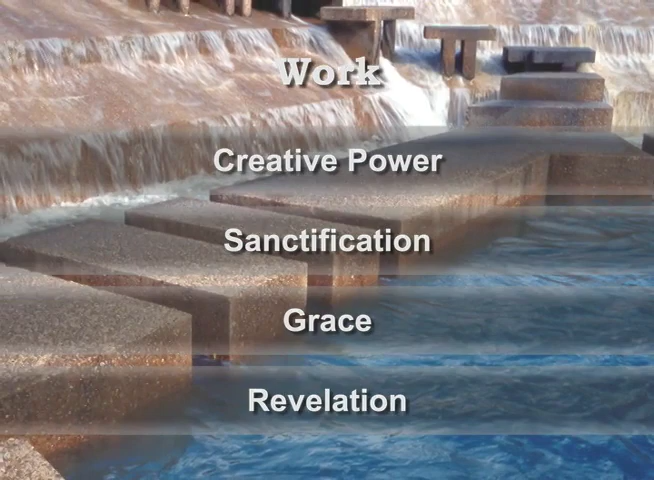 Work
Creative Power
Sanctification
Grace
Revelation